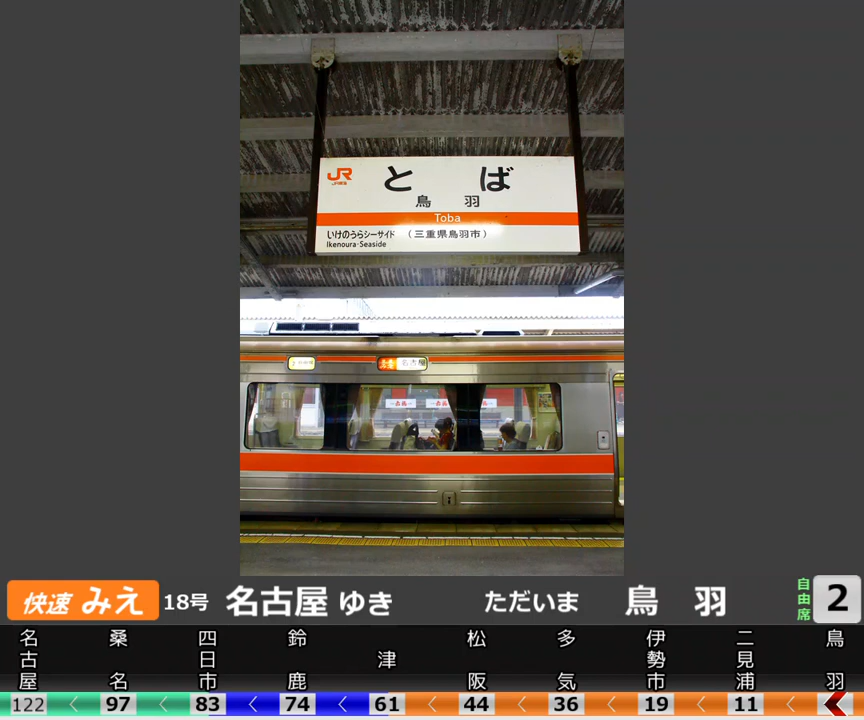 JR
JR東海
とば
鳥羽
Toba
いけのうらシーサイド （三重県鳥羽市）
Ikenoura-Seaside
名古屋
快速 みえ 18号 名古屋 ゆき ただいま 鳥 羽 自由席 2
名古屋 桑名 四日市 鈴鹿 津 松阪 多気 伊勢市 二見浦 鳥羽
122 97 83 74 61 44 36 19 11